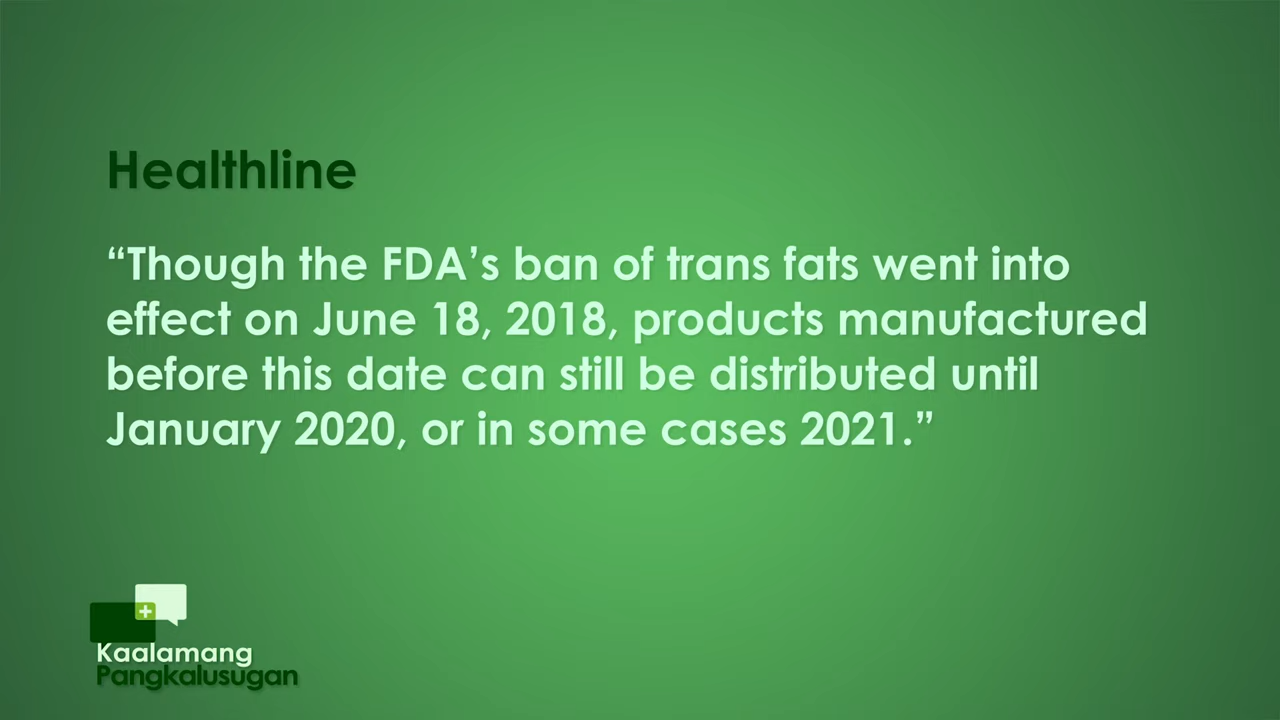 Healthline
“Though the FDA’s ban of trans fats went into
effect on June 18, 2018, products manufactured
before this date can still be distributed until
January 2020, or in some cases 2021.”
Kaalamang
Pangkalusugan